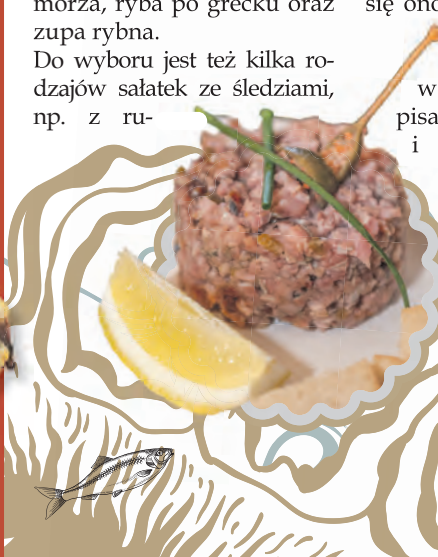 morza, ryba po grecku oraz
zupa rybna.
Do wyboru jest też kilka ro-
dzajów sałatek ze śledziami,
np. z ru-
się ono
w
pisa
i